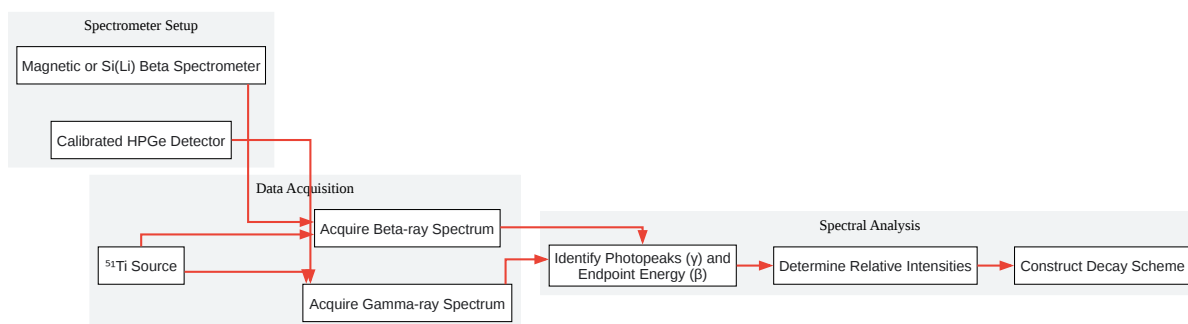 Spectrometer Setup
Magnetic or Si(Li) Beta Spectrometer
Calibrated HPGe Detector
Data Acquisition
Acquire Beta-ray Spectrum
⁵¹Ti Source
Acquire Gamma-ray Spectrum
Spectral Analysis
Identify Photopeaks (γ) and
Endpoint Energy (β)
Determine Relative Intensities
Construct Decay Scheme